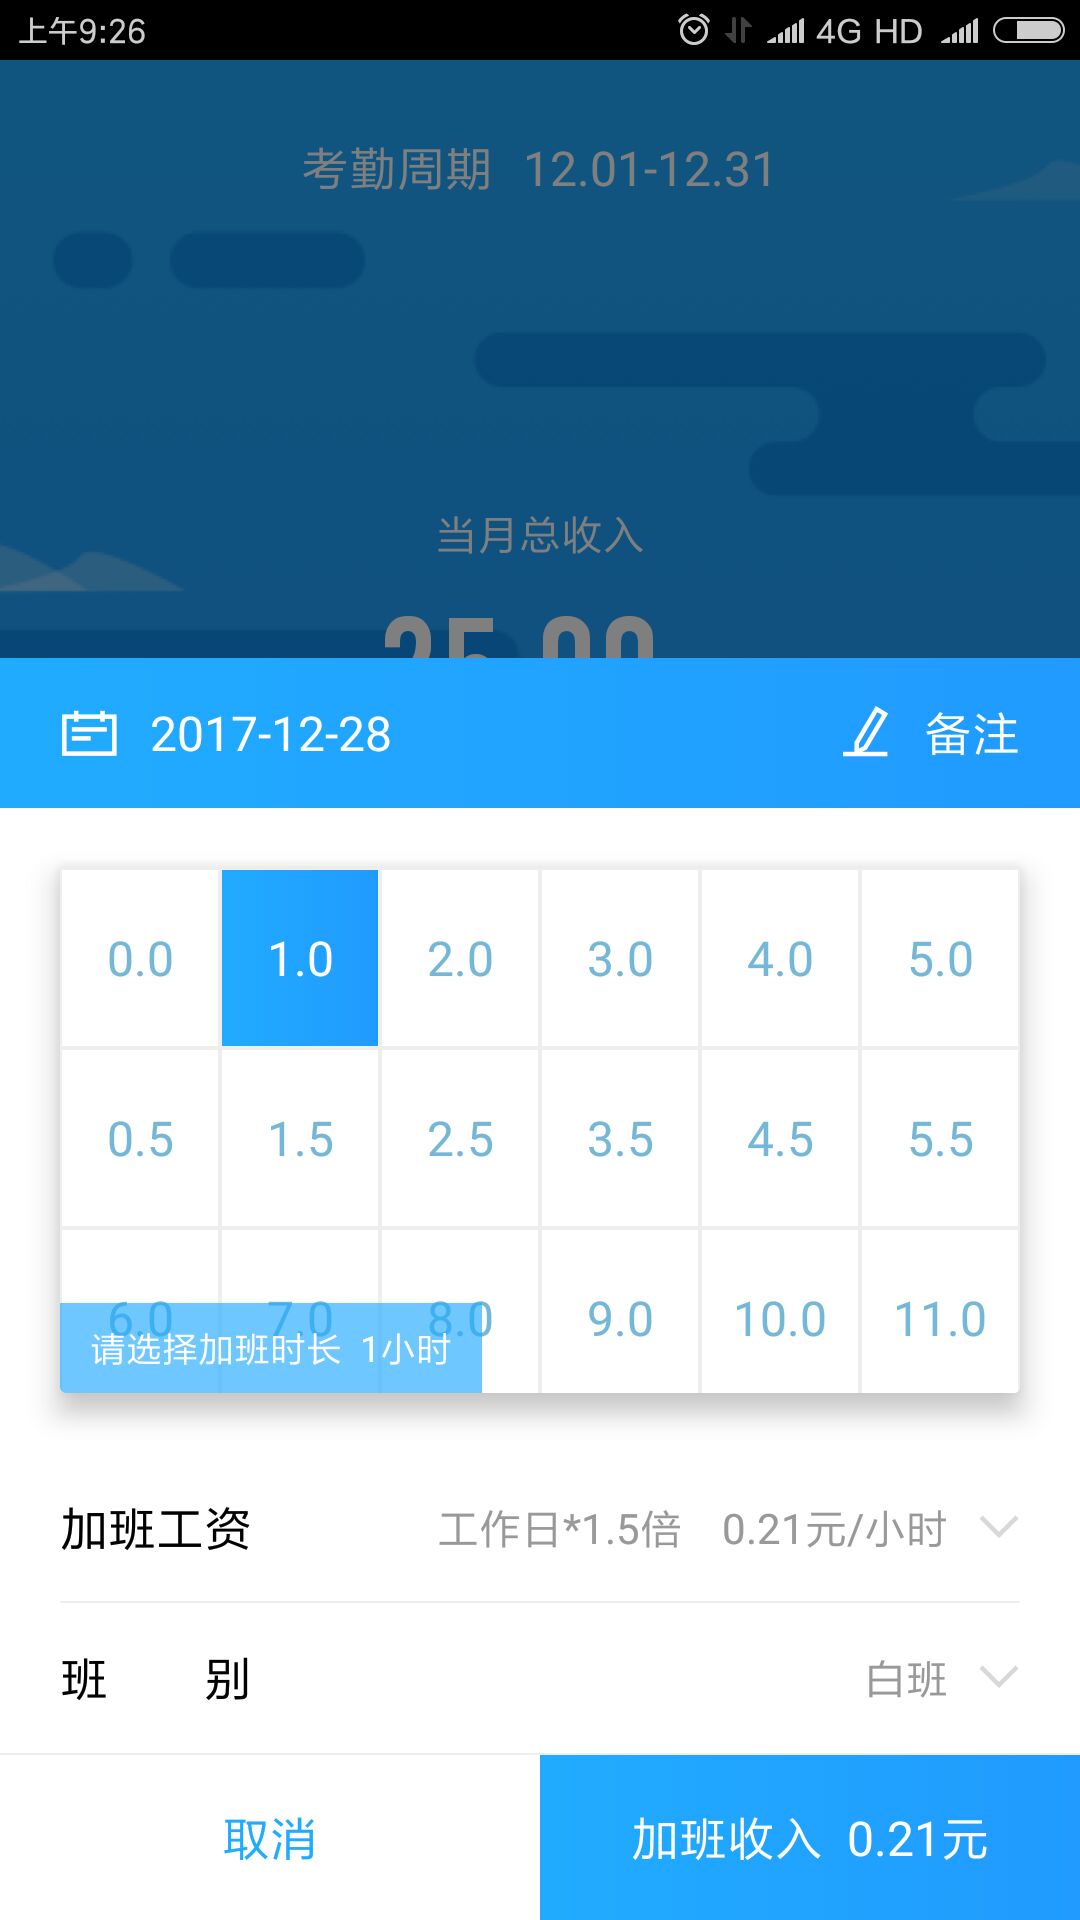 上午9:26 4G HD
考勤周期 12.01-12.31
当月总收入
2017-12-28 备注
0.0 1.0 2.0 3.0 4.0 5.0
0.5 1.5 2.5 3.5 4.5 5.5
6.0 7.0 8.0 9.0 10.0 11.0
请选择加班时长 1小时
加班工资 工作日*1.5倍 0.21元/小时
班 别 白班
取消 加班收入 0.21元